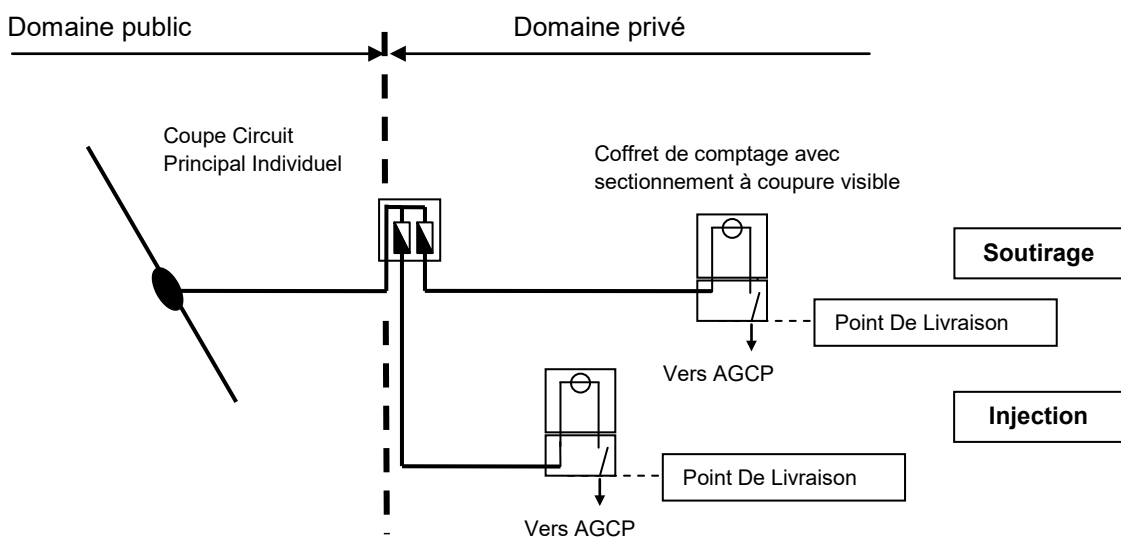 Domaine public
Domaine privé
Coupe Circuit
Principal Individuel
Coffret de comptage avec
sectionnement à coupure visible
Soutirage
Point De Livraison
Vers AGCP
Injection
Point De Livraison
Vers AGCP